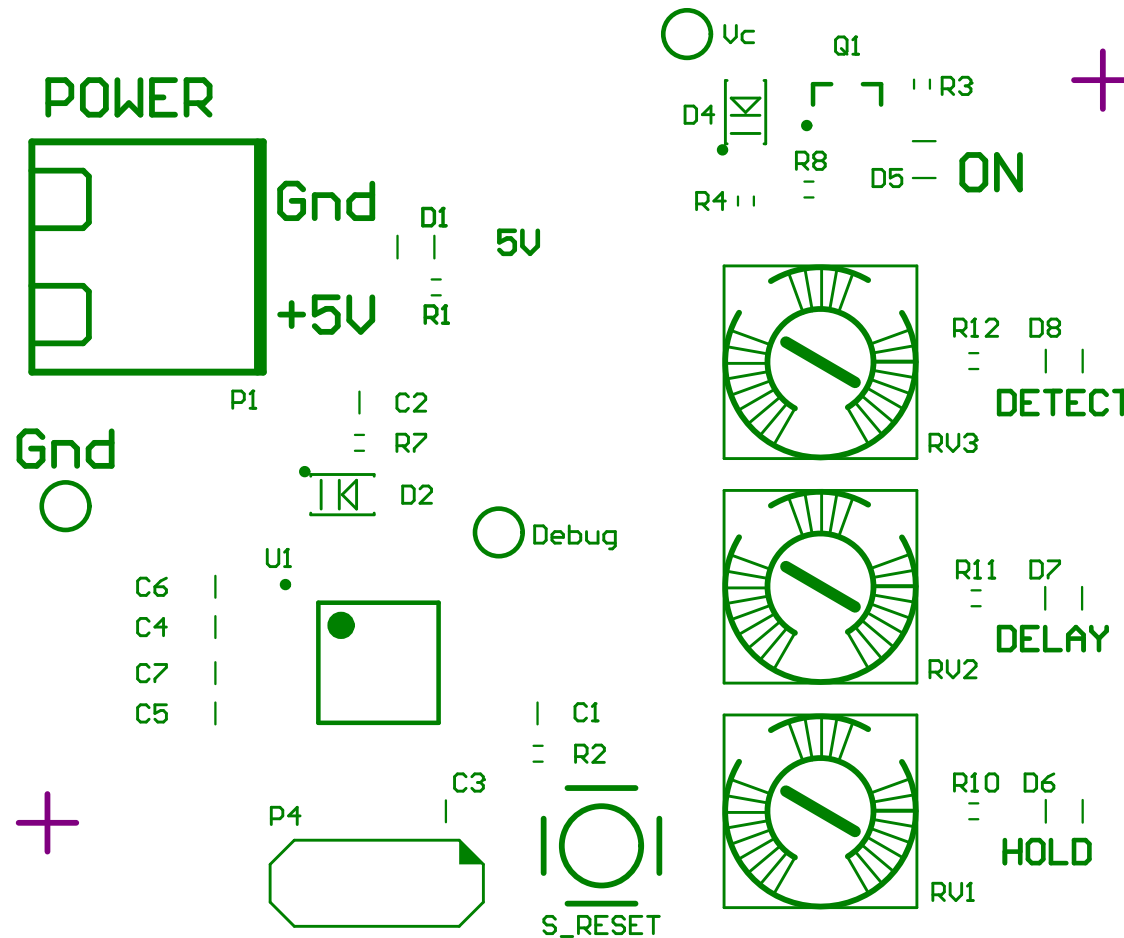 Vc
Q1
POWER
R3
D4
R8
ON
D5
Gnd
R4
D1
5V
+5V
R1
R12 D8
P1
C2
DETECT
Gnd
R7
RV3
D2
Debug
U1
R11 D7
C6
C4
DELAY
C7
RV2
C5
C1
R2
C3
R10 D6
P4
HOLD
RV1
S_RESET